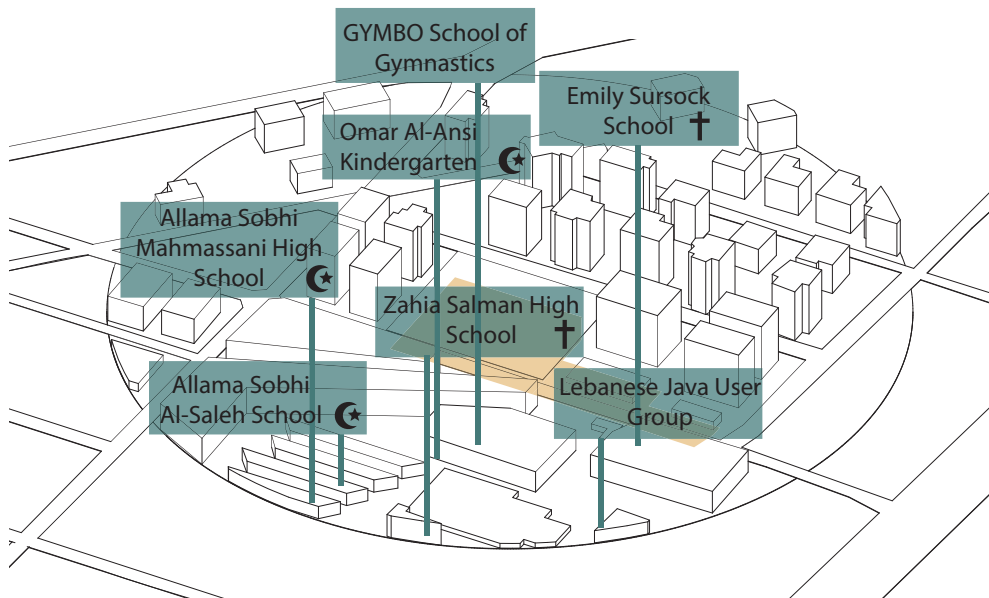 GYMBO School of
Gymnastics
Emily Sursock
School
Omar Al-Ansi
Kindergarten
Allama Sobhi
Mahmassani High
School
Zahia Salman High
School
Allama Sobhi
Al-Saleh School
Lebanese Java User
Group